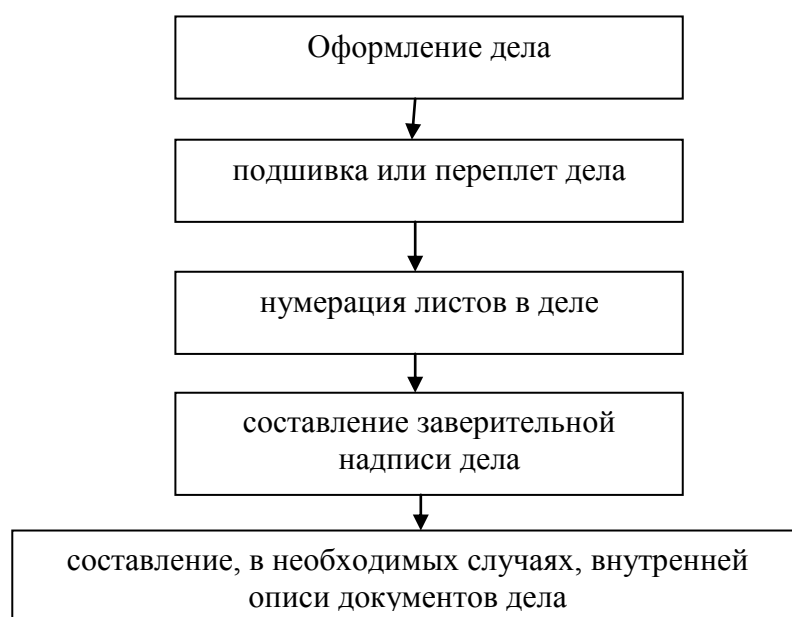 Оформление дела
подшивка или переплет дела
нумерация листов в деле
составление заверительной
надписи дела
составление, в необходимых случаях, внутренней
описи документов дела